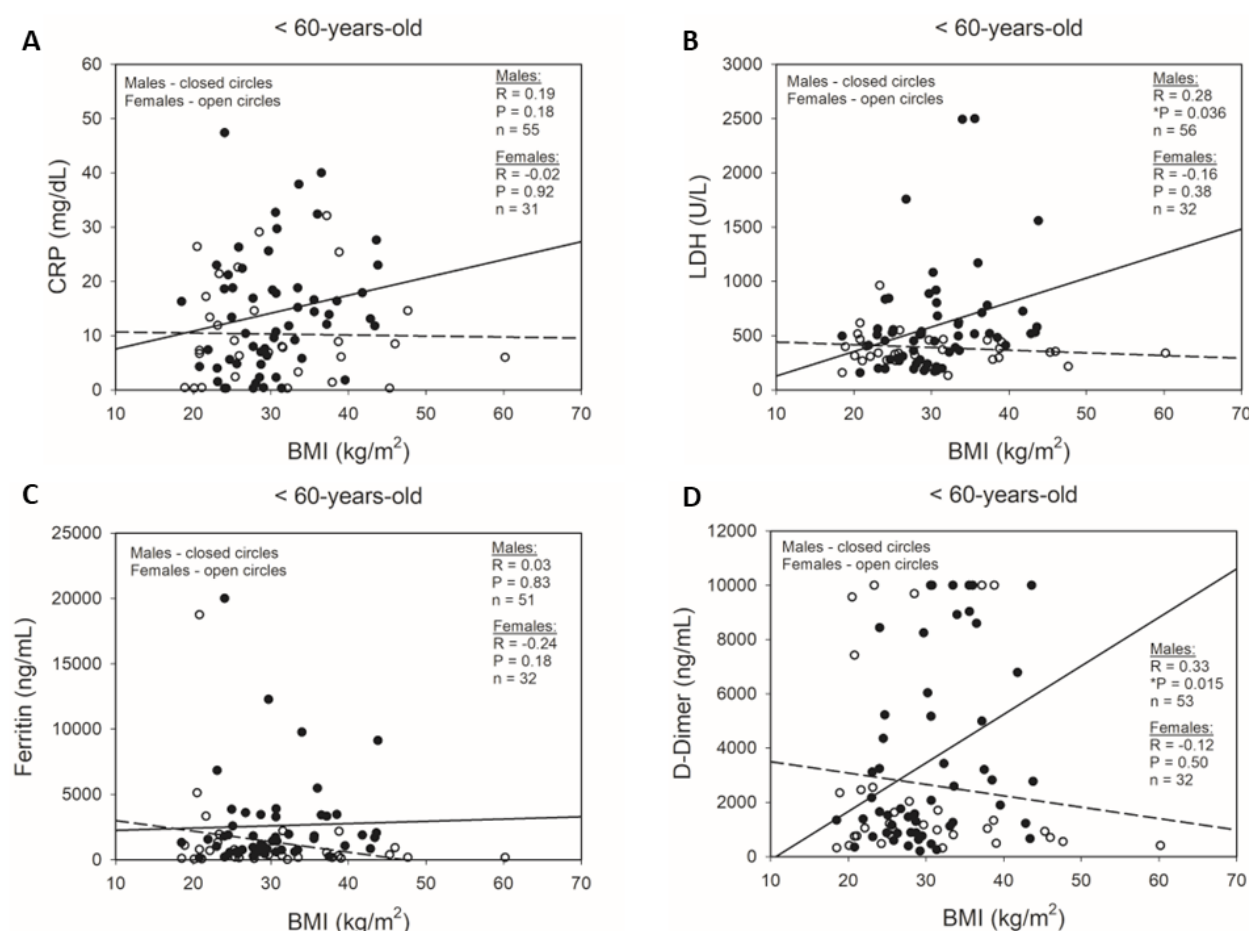 A
< 60-years-old
60
50
40
30
20
10
0
CRP (mg/dL)
Males - closed circles
Females - open circles
Males:
R = 0.19
P = 0.18
n = 55
Females:
R = -0.02
P = 0.92
n = 31
10 20 30 40 50 60 70
BMI (kg/m²)
B
< 60-years-old
3000
2500
2000
1500
1000
500
0
LDH (U/L)
Males - closed circles
Females - open circles
Males:
R = 0.28
*P = 0.036
n = 56
Females:
R = -0.16
P = 0.38
n = 32
10 20 30 40 50 60 70
BMI (kg/m²)
C
< 60-years-old
25000
20000
15000
10000
5000
0
Ferritin (ng/mL)
Males - closed circles
Females - open circles
Males:
R = 0.03
P = 0.83
n = 51
Females:
R = -0.24
P = 0.18
n = 32
10 20 30 40 50 60 70
BMI (kg/m²)
D
< 60-years-old
12000
10000
8000
6000
4000
2000
0
D-Dimer (ng/mL)
Males - closed circles
Females - open circles
Males:
R = 0.33
*P = 0.015
n = 53
Females:
R = -0.12
P = 0.50
n = 32
10 20 30 40 50 60 70
BMI (kg/m²)